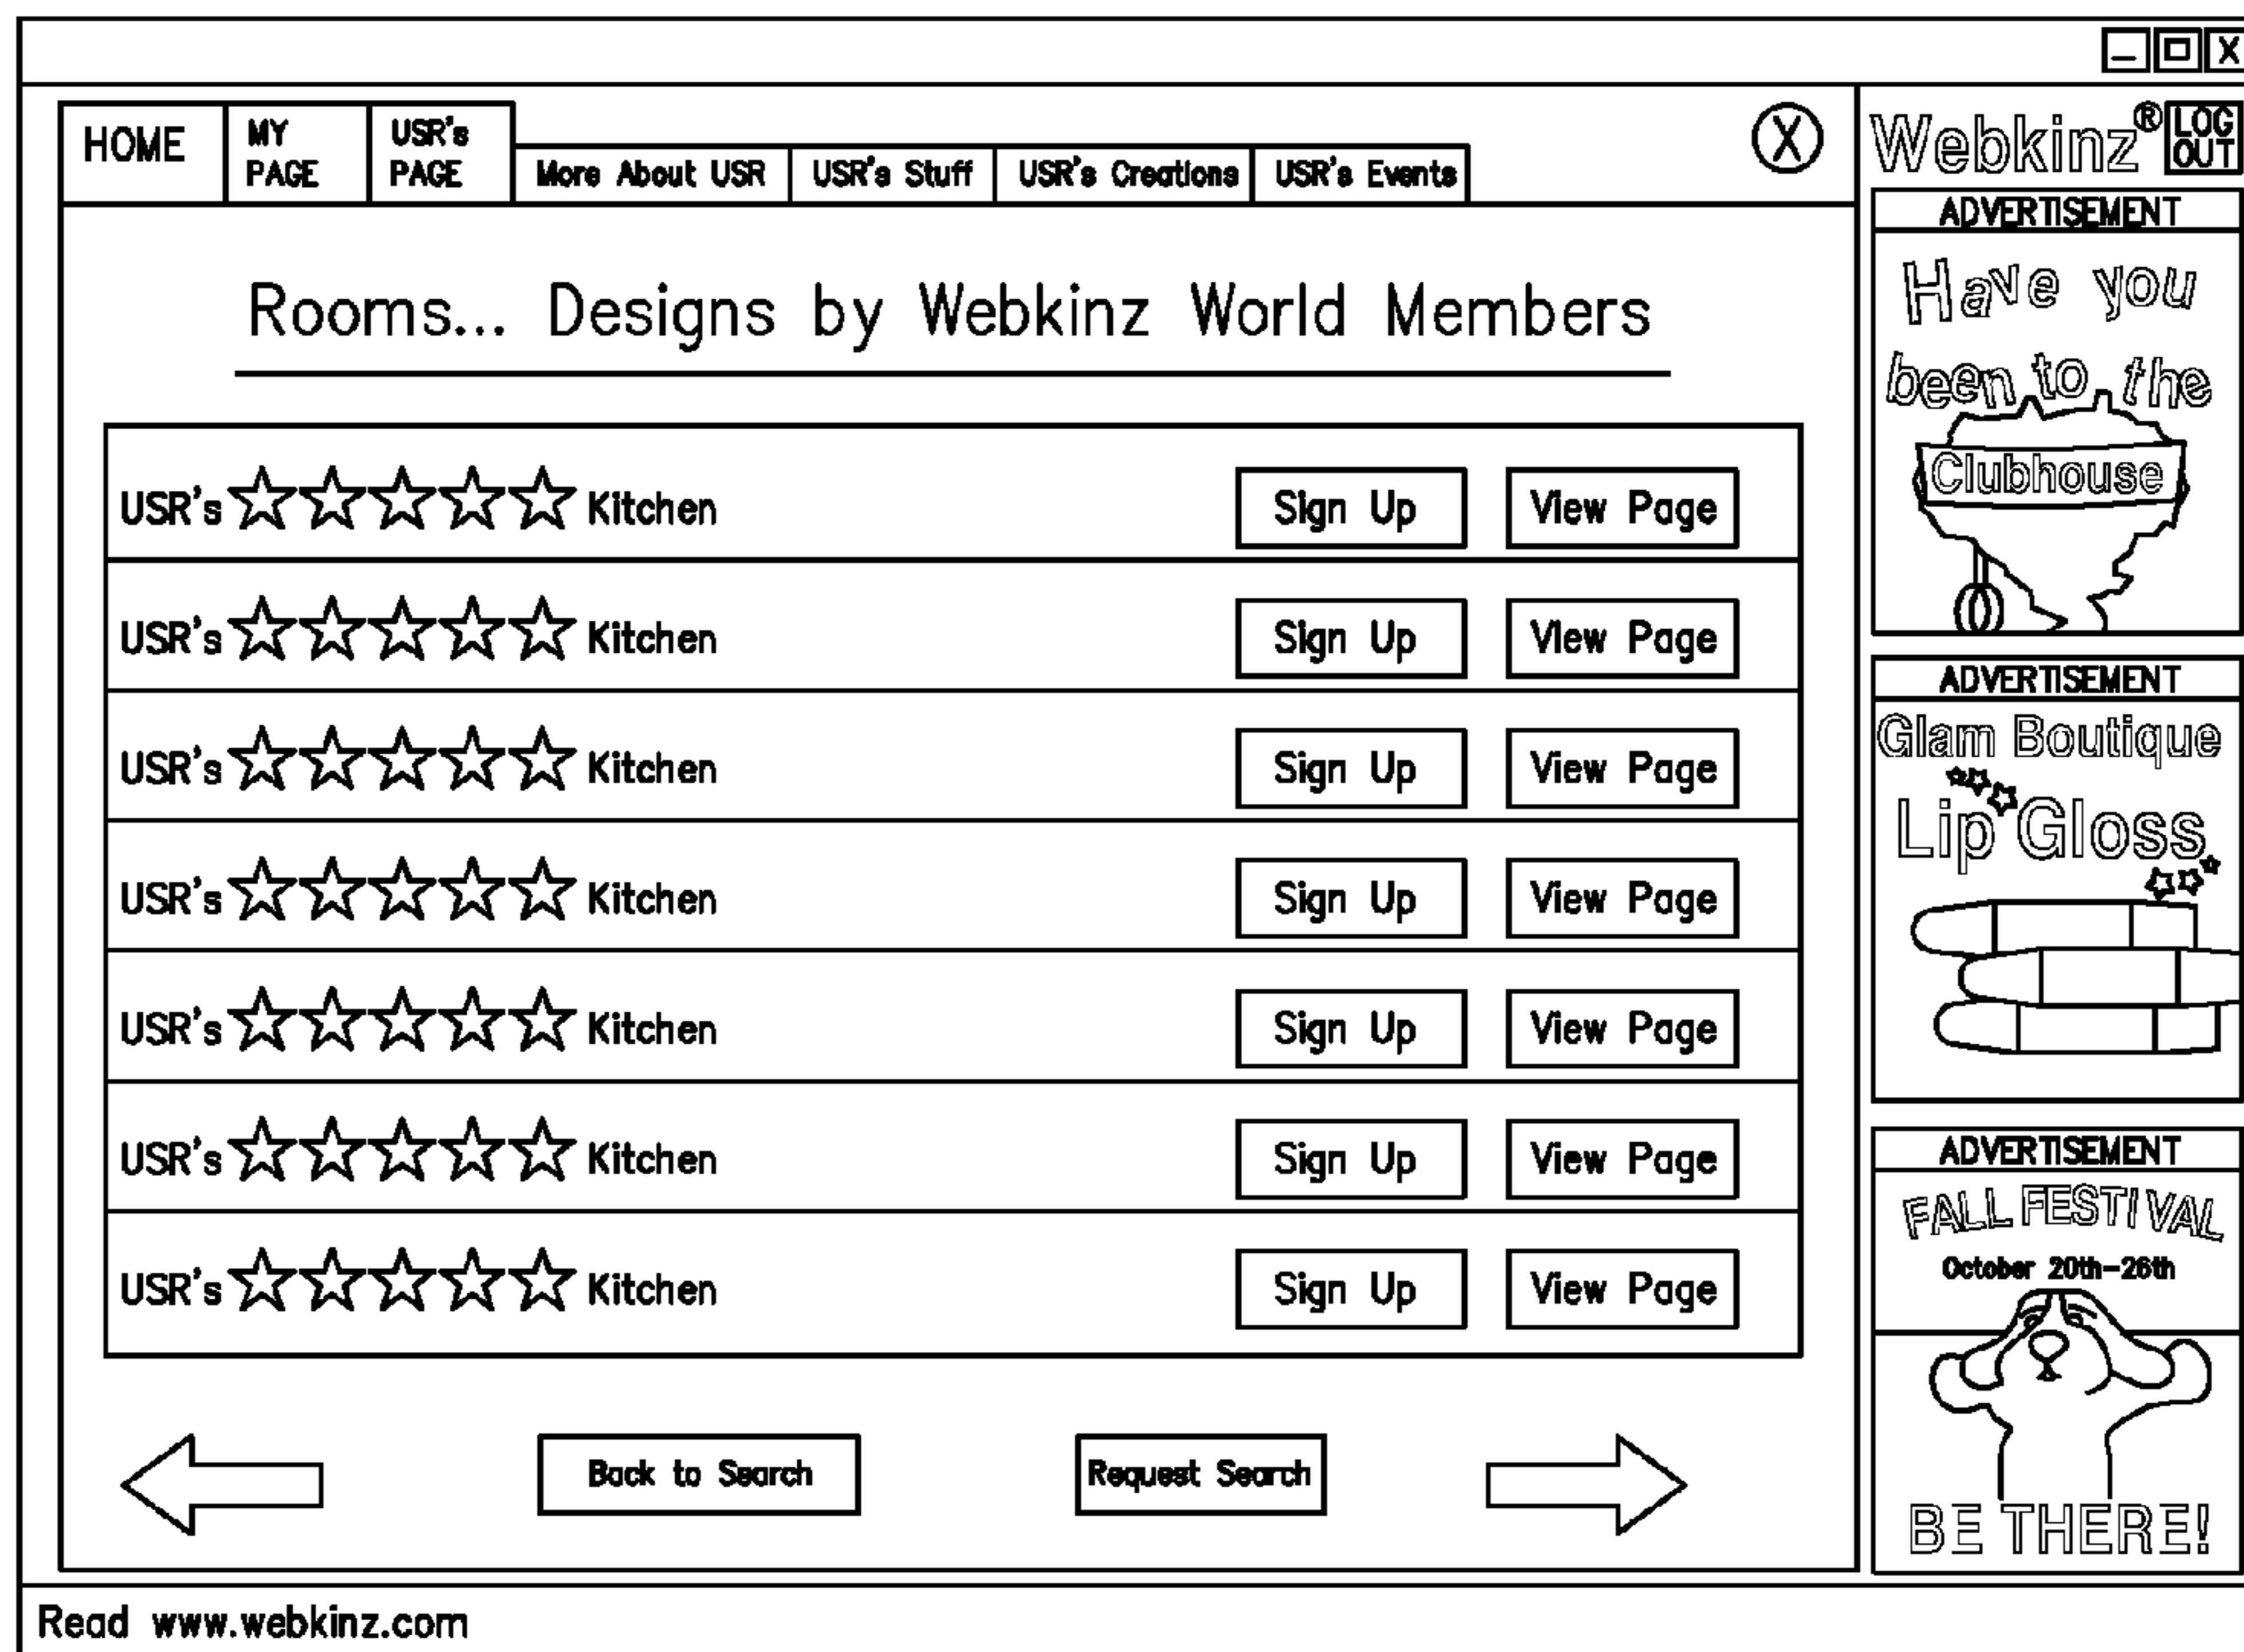 HOME
MY PAGE
USR's PAGE
More About USR
USR's Stuff
USR's Creations
USR's Events
X
Rooms... Designs by Webkinz World Members
USR's ☆☆☆☆☆ Kitchen Sign Up View Page
USR's ☆☆☆☆☆ Kitchen Sign Up View Page
USR's ☆☆☆☆☆ Kitchen Sign Up View Page
USR's ☆☆☆☆☆ Kitchen Sign Up View Page
USR's ☆☆☆☆☆ Kitchen Sign Up View Page
USR's ☆☆☆☆☆ Kitchen Sign Up View Page
USR's ☆☆☆☆☆ Kitchen Sign Up View Page
Back to Search
Request Search
X
Webkinz®
LOG
OUT
ADVERTISEMENT
Have you
been to the
Clubhouse
ADVERTISEMENT
Glam Boutique
Lip Gloss
ADVERTISEMENT
FALL FESTIVAL
October 20th-26th
BE THERE!
Read www.webkinz.com